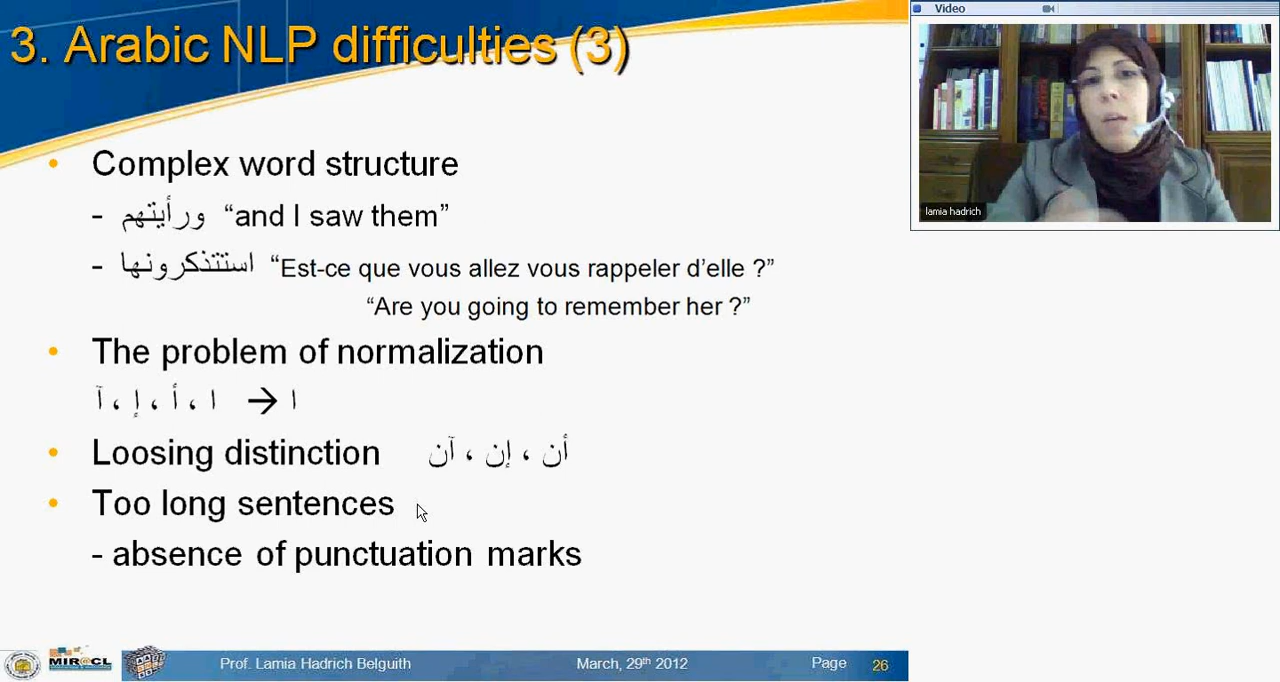 3. Arabic NLP difficulties (3)
Video
lamia hadrich
• Complex word structure
- ورأيتهم “and I saw them”
- استتذكرونها “Est-ce que vous allez vous rappeler d’elle ?”
“Are you going to remember her ?”
• The problem of normalization
ا ، أ ، إ ، آ → ا
• Loosing distinction أن ، إن ، آن
• Too long sentences
- absence of punctuation marks
MIR@CL
Prof. Lamia Hadrich Belguith March, 29th 2012 Page 26